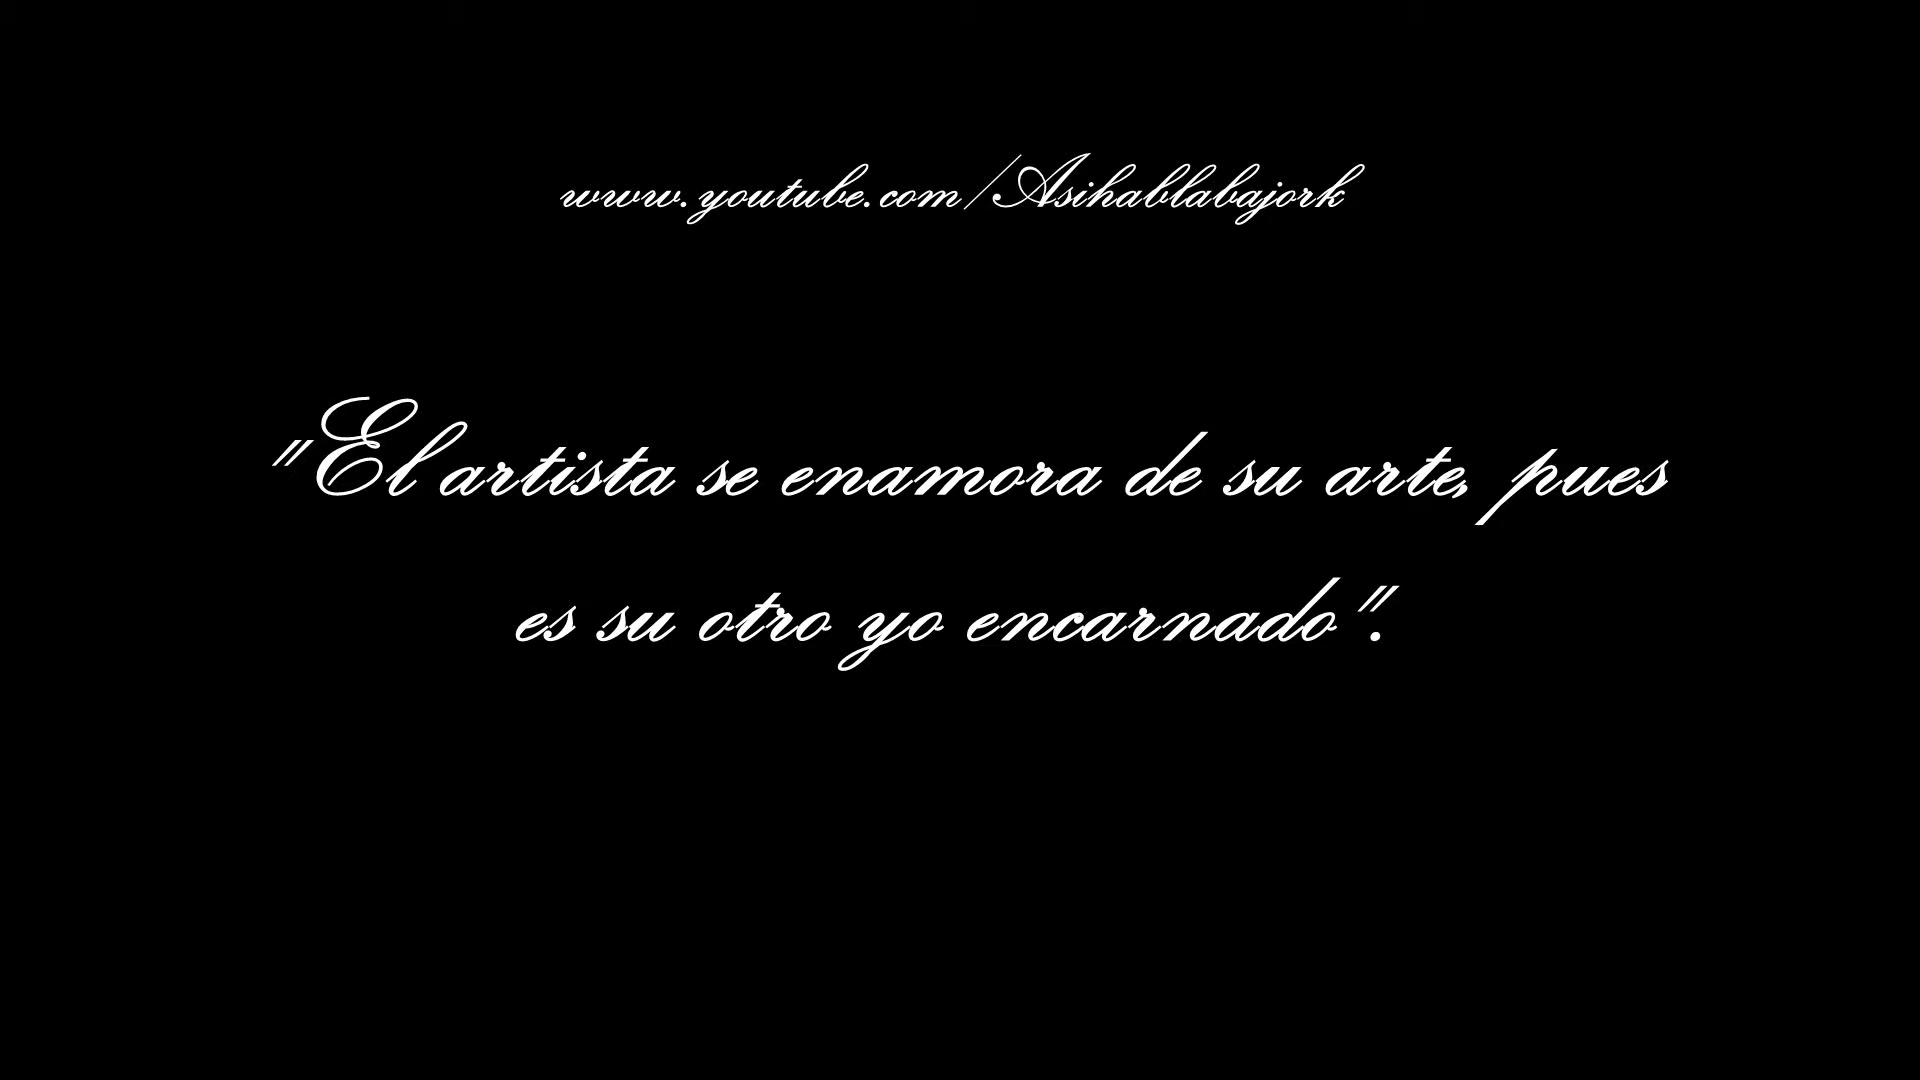 www.youtube.com/Asihablabajork
"El artista se enamora de su arte, pues
es su otro yo encarnado".